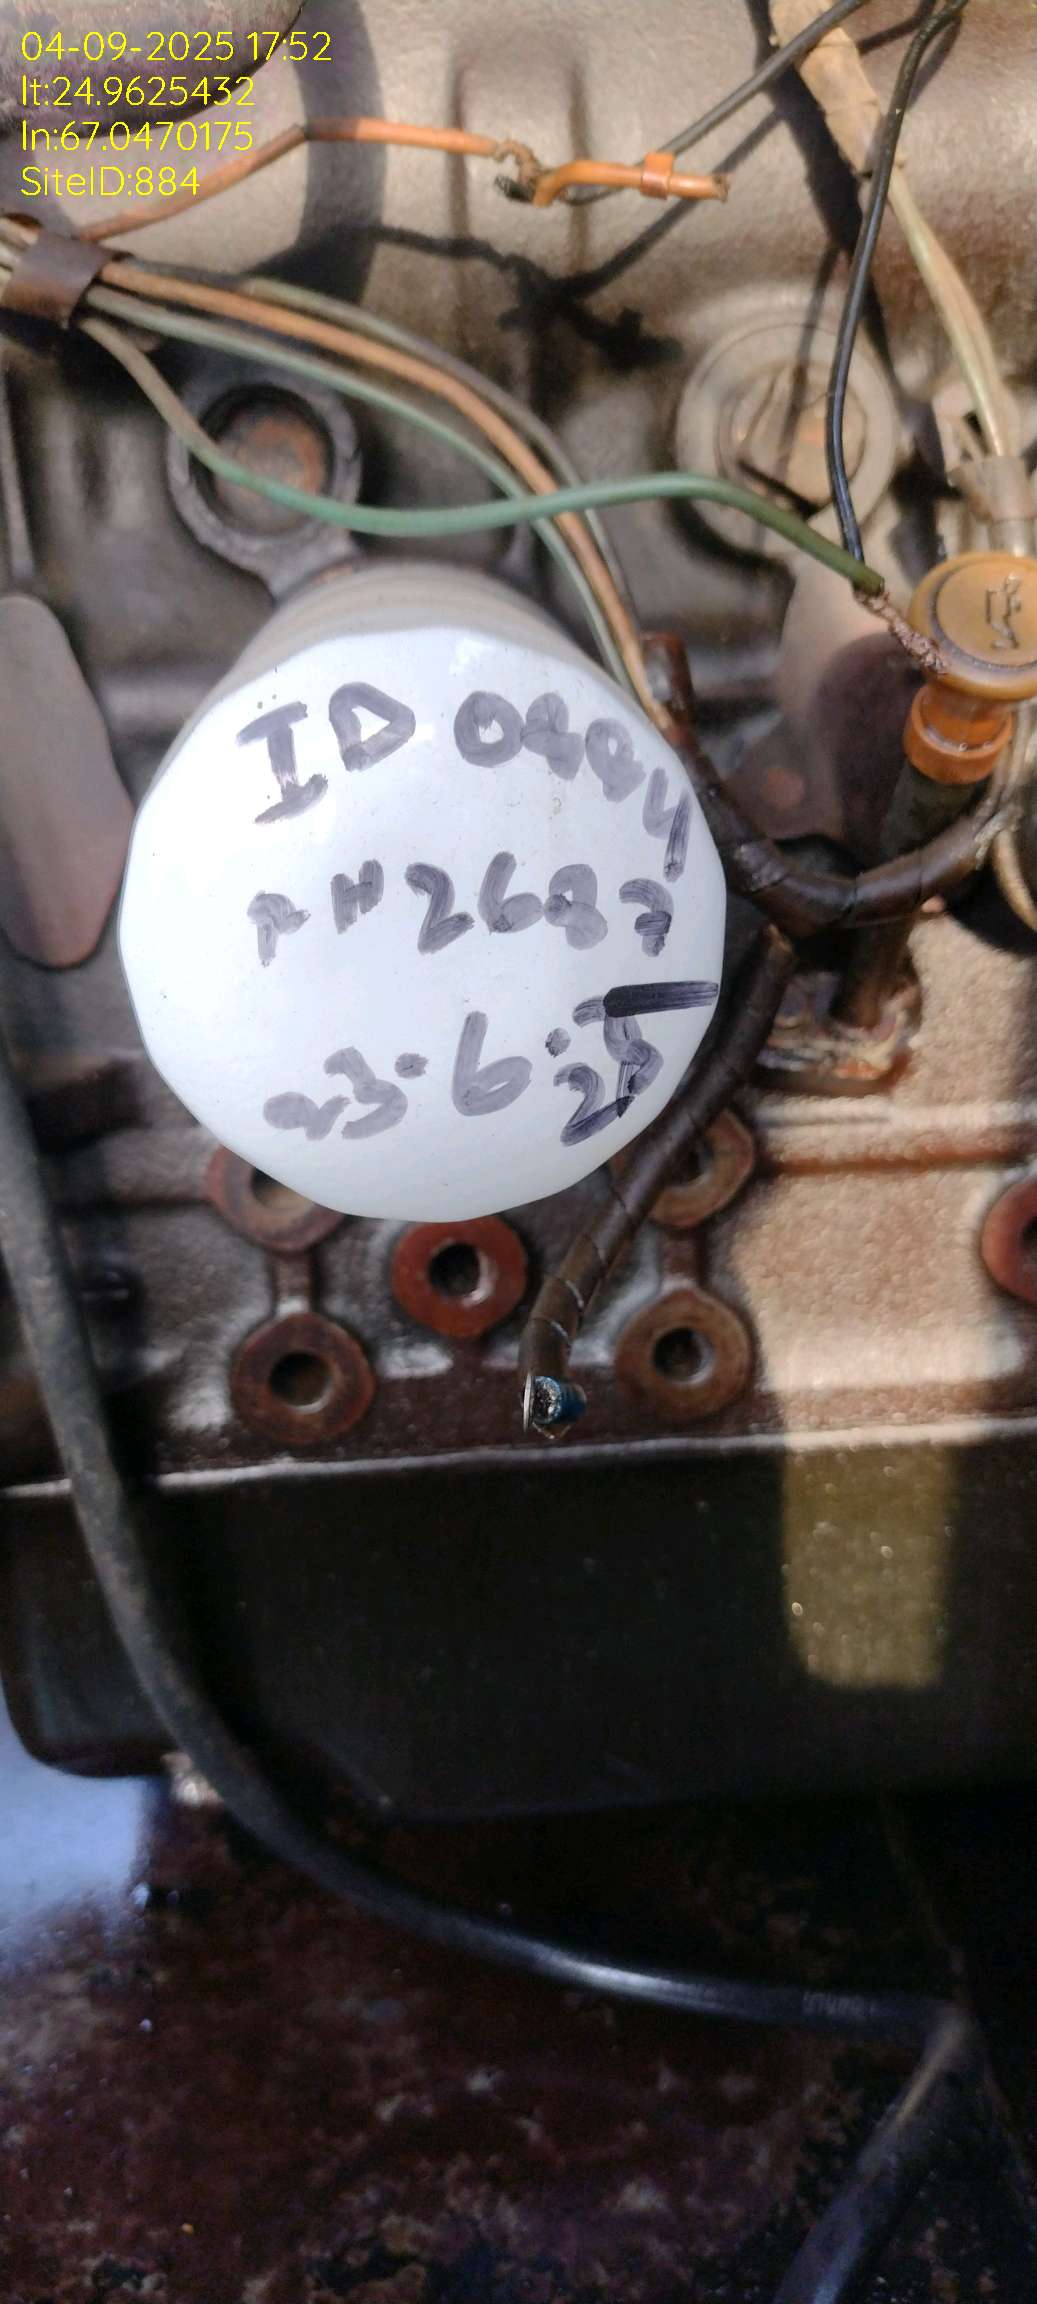 04-09-2025 17:52
lt:24.9625432
ln:67.0470175
SiteID:884
ID 0884
RH 2687
23.6.25